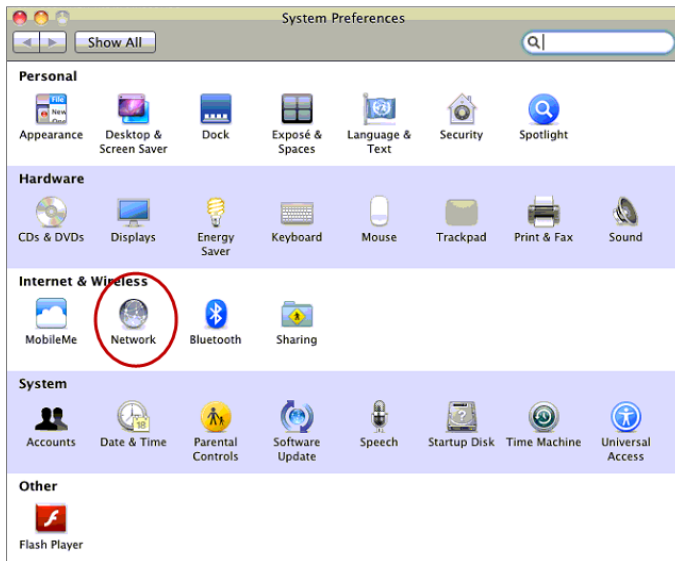 System Preferences
Show All
Personal
Appearance
Desktop &
Screen Saver
Dock
Exposé &
Spaces
Language &
Text
Security
Spotlight
Hardware
CDs & DVDs
Displays
Energy
Saver
Keyboard
Mouse
Trackpad
Print & Fax
Sound
Internet & Wireless
MobileMe
Network
Bluetooth
Sharing
System
Accounts
Date & Time
Parental
Controls
Software
Update
Speech
Startup Disk
Time Machine
Universal
Access
Other
Flash Player